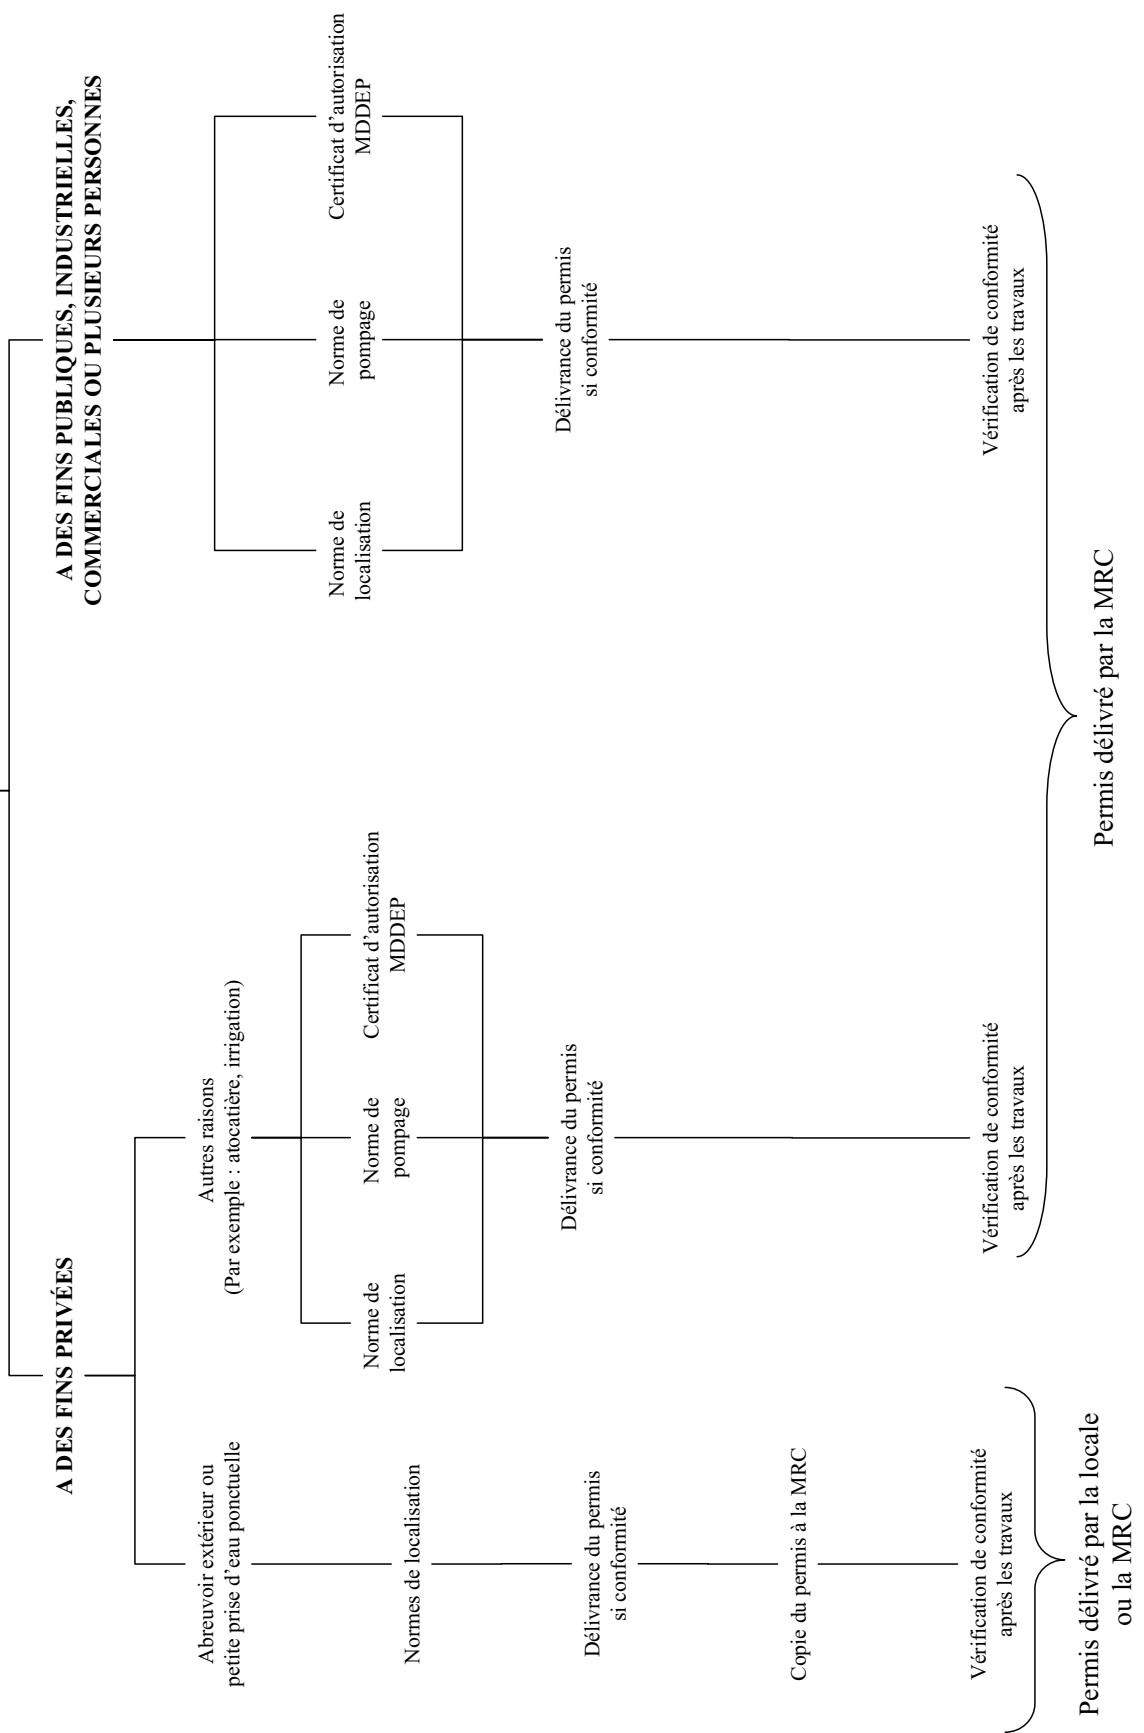 A DES FINS PRIVÉES
Abreuvoir extérieur ou
petite prise d'eau ponctuelle
Normes de localisation
Délivrance du permis
si conformité
Copie du permis à la MRC
Vérification de conformité
après les travaux
Permis délivré par la locale
ou la MRC
Autres raisons
(Par exemple : atocatière, irrigation)
Norme de
localisation
Norme de
pompage
Certificat d'autorisation
MDDEP
Délivrance du permis
si conformité
Vérification de conformité
après les travaux
A DES FINS PUBLIQUES, INDUSTRIELLES,
COMMERCIALES OU PLUSIEURS PERSONNES
Norme de
localisation
Norme de
pompage
Certificat d'autorisation
MDDEP
Délivrance du permis
si conformité
Vérification de conformité
après les travaux
Permis délivré par la MRC